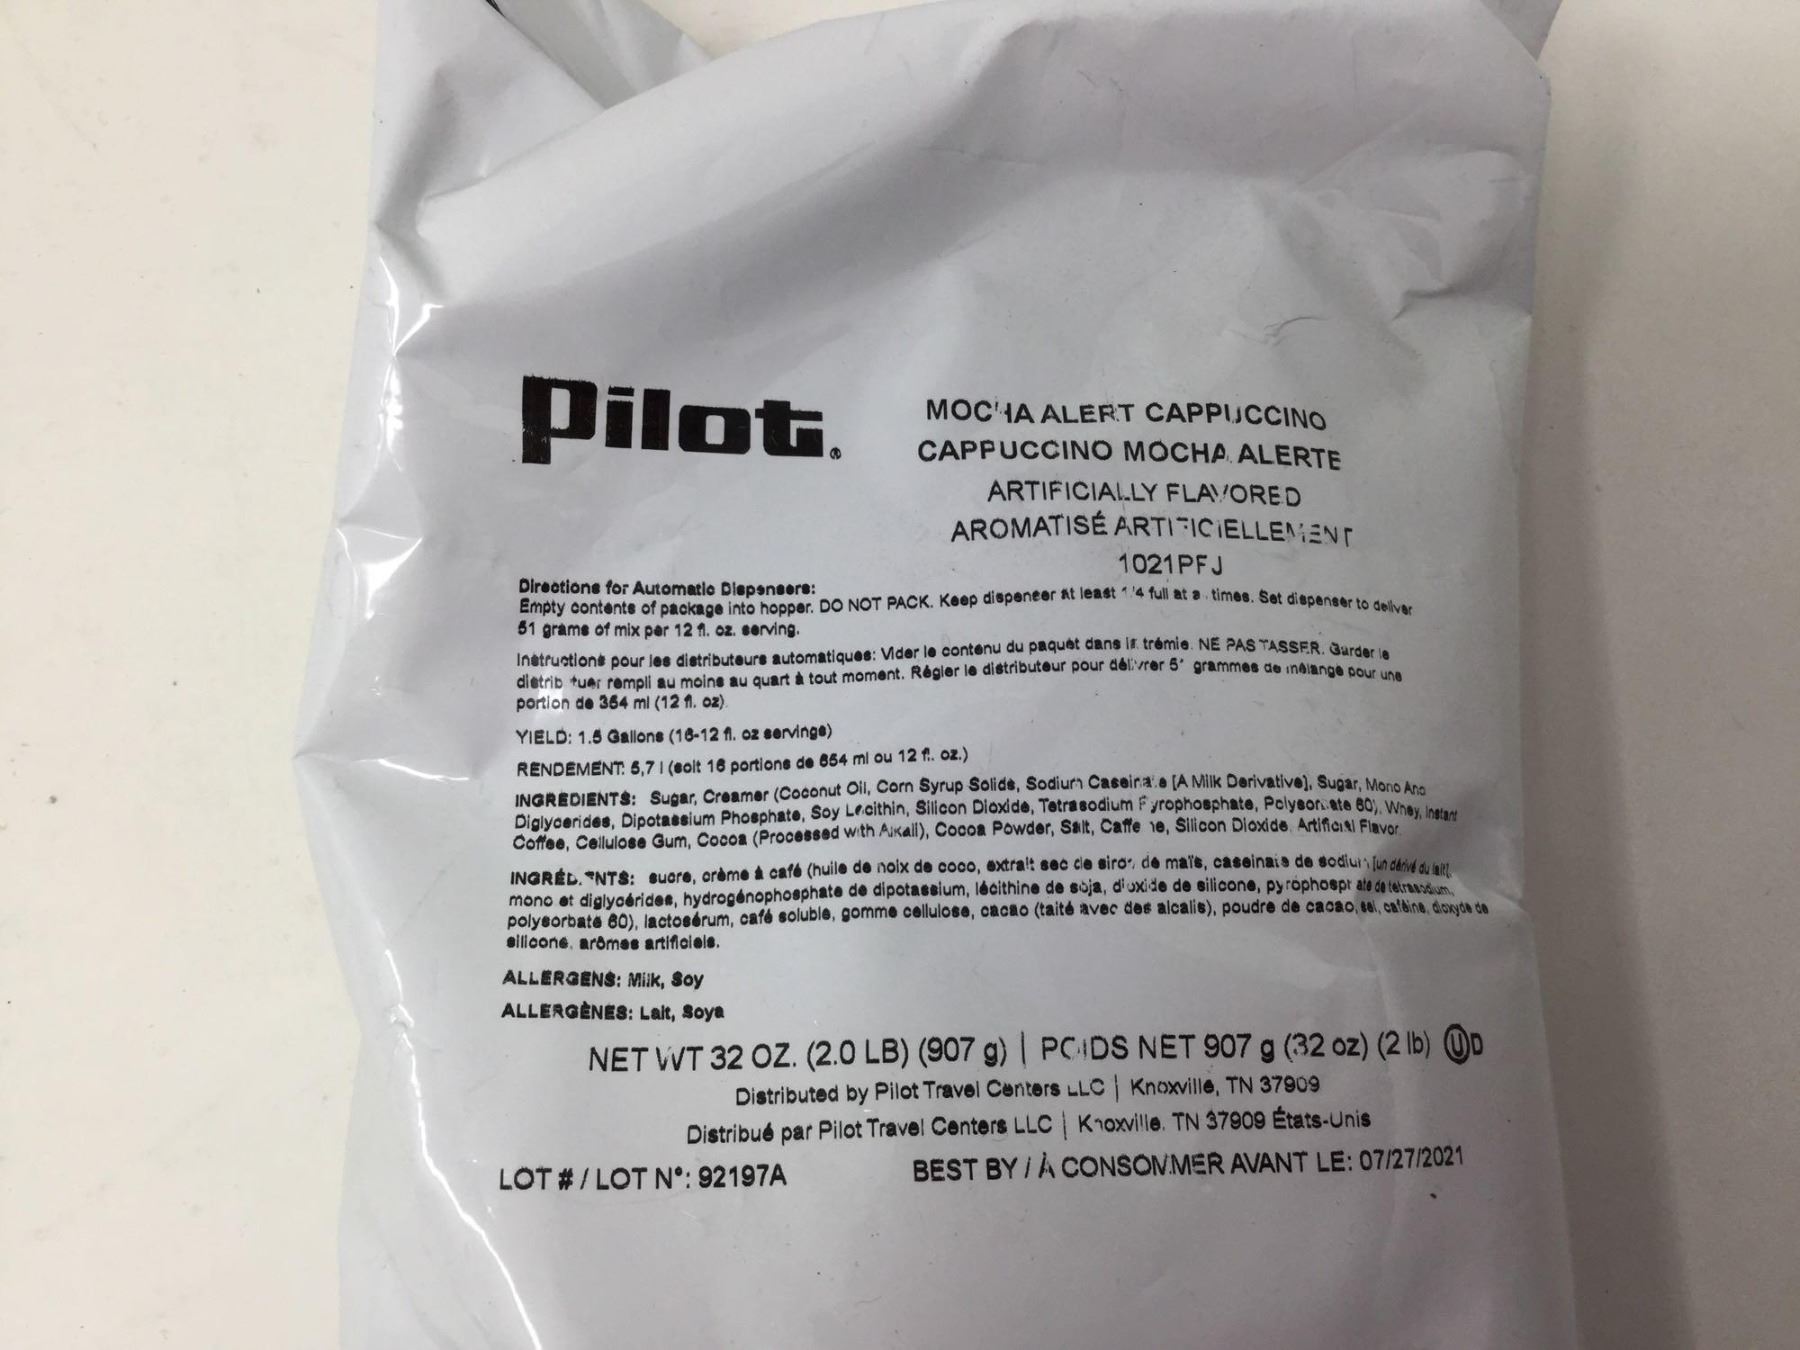 Pilot®
MOCHA ALERT CAPPUCCINO
CAPPUCCINO MOCHA ALERTE
ARTIFICIALLY FLAVORED
AROMATISÉ ARTIFICIELLEMENT
1021PFJ
Directions for Automatic Dispensers:
Empty contents of package into hopper. DO NOT PACK. Keep dispenser at least 1/4 full at a times. Set dispenser to deliver
51 grams of mix per 12 fl. oz. serving.
Instructions pour les distributeurs automatiques: Vider le contenu du paquet dans la trémie. NE PAS TASSER. Garder le
distrib tuer rempli au moins au quart à tout moment. Régler le distributeur pour délivrer 51 grammes de mélange pour une
portion de 354 ml (12 fl. oz).
YIELD: 1.5 Gallons (16-12 fl. oz servings)
RENDEMENT: 5,7 l (soit 16 portions de 654 ml ou 12 fl. oz.)
INGREDIENTS: Sugar, Creamer (Coconut Oil, Corn Syrup Solids, Sodium Caseinate [A Milk Derivative], Sugar, Mono And
Diglycerides, Dipotassium Phosphate, Soy Lecithin, Silicon Dioxide, Tetrasodium Pyrophosphate, Polysorbate 60), Whey, Instant
Coffee, Cellulose Gum, Cocoa (Processed with Alkali), Cocoa Powder, Salt, Caffeine, Silicon Dioxide, Artificial Flavor.
INGRÉDIENTS: sucre, crème à café (huile de noix de coco, extrait sec de sirop de maïs, caseinate de sodium [un dérivé du lait],
mono et diglycérides, hydrogénophosphate de dipotassium, lécithine de soja, dioxide de silicone, pyrophosphate de tetrasodium,
polysorbate 60), lactosérum, café soluble, gomme cellulose, cacao (taité avec des alcalis), poudre de cacao, sel, caféine, dioxyde de
silicone, arômes artificiels.
ALLERGENS: Milk, Soy
ALLERGÈNES: Lait, Soya
NET WT 32 OZ. (2.0 LB) (907 g) | POIDS NET 907 g (32 oz) (2 lb) UD
Distributed by Pilot Travel Centers LLC | Knoxville, TN 37909
Distribué par Pilot Travel Centers LLC | Knoxville, TN 37909 États-Unis
LOT # / LOT N°: 92197A
BEST BY / À CONSOMMER AVANT LE: 07/27/2021